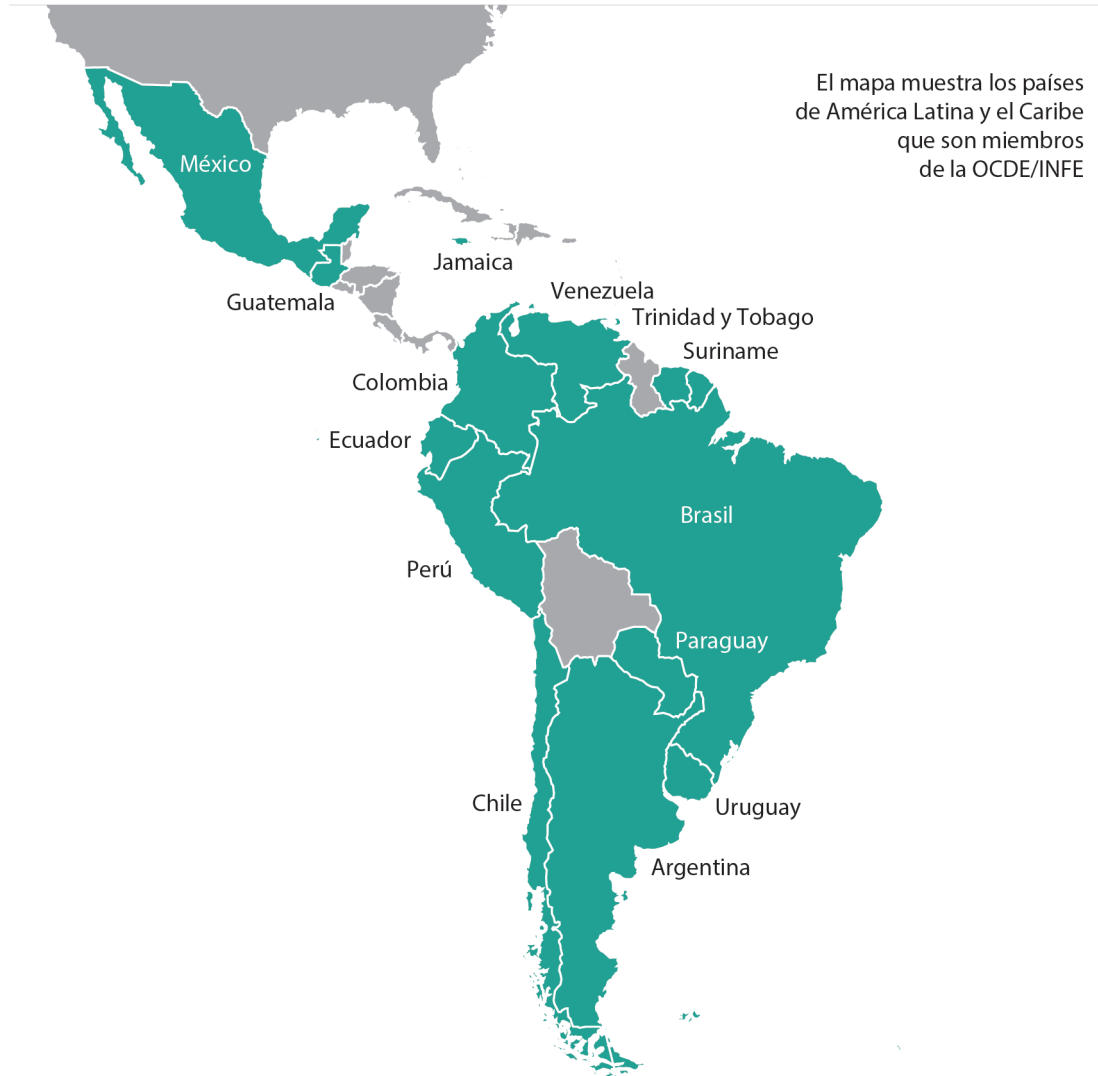 El mapa muestra los países
de América Latina y el Caribe
que son miembros
de la OCDE/INFE
México
Jamaica
Guatemala
Venezuela
Trinidad y Tobago
Suriname
Colombia
Ecuador
Brasil
Perú
Paraguay
Chile
Uruguay
Argentina